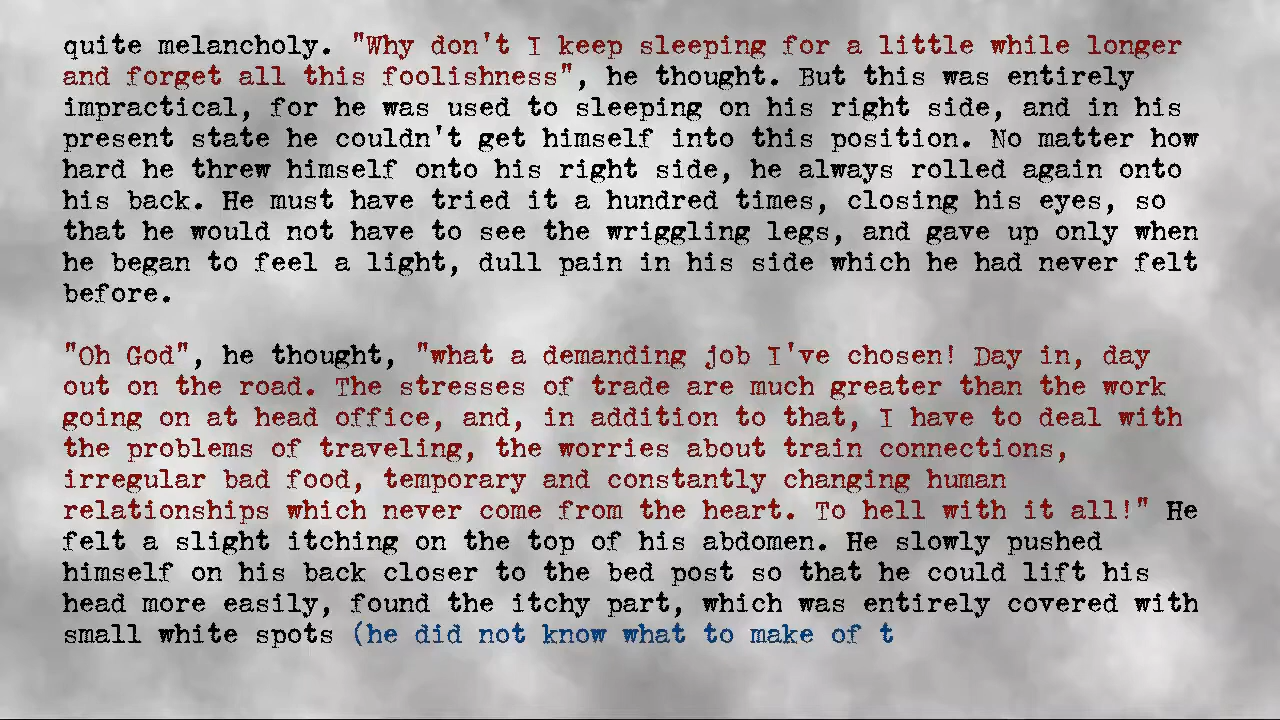 quite melancholy. "Why don't I keep sleeping for a little while longer
and forget all this foolishness", he thought. But this was entirely
impractical, for he was used to sleeping on his right side, and in his
present state he couldn't get himself into this position. No matter how
hard he threw himself onto his right side, he always rolled again onto
his back. He must have tried it a hundred times, closing his eyes, so
that he would not have to see the wriggling legs, and gave up only when
he began to feel a light, dull pain in his side which he had never felt
before.
"Oh God", he thought, "what a demanding job I've chosen! Day in, day
out on the road. The stresses of trade are much greater than the work
going on at head office, and, in addition to that, I have to deal with
the problems of traveling, the worries about train connections,
irregular bad food, temporary and constantly changing human
relationships which never come from the heart. To hell with it all!" He
felt a slight itching on the top of his abdomen. He slowly pushed
himself on his back closer to the bed post so that he could lift his
head more easily, found the itchy part, which was entirely covered with
small white spots (he did not know what to make of t